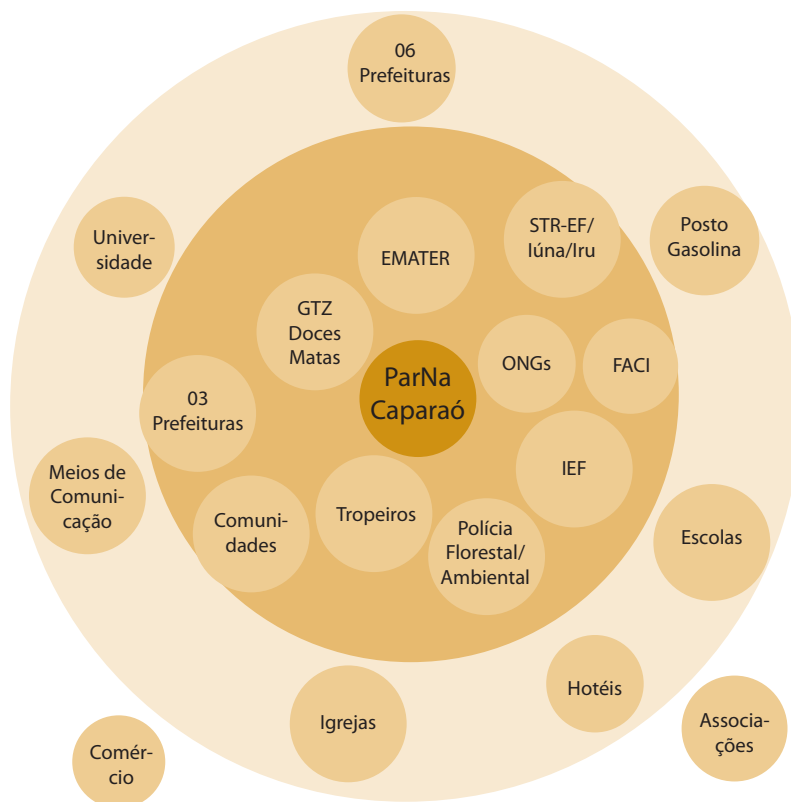 06
Prefeituras
Univer-
sidade
EMATER
STR-EF/
Iúna/Iru
Posto
Gasolina
GTZ
Doces
Matas
ParNa
Caparaó
ONGs
FACI
03
Prefeituras
IEF
Meios de
Comuni-
cação
Comuni-
dades
Tropeiros
Polícia
Florestal/
Ambiental
Escolas
Hotéis
Igrejas
Associa-
ções
Comér-
cio